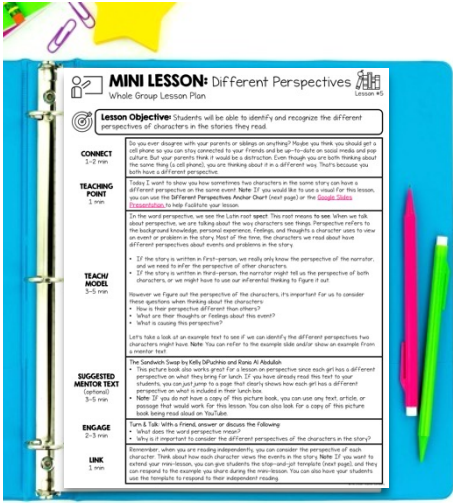 MINI LESSON: Different Perspectives
Whole Group Lesson Plan
Lesson #5
Lesson Objective: Students will be able to identify and recognize the different
perspectives of characters in the stories they read.
CONNECT
1-2 min
Do you ever disagree with your parents or siblings on anything? Maybe you think you should get a
cell phone so you can stay connected to your friends and be up-to-date on social media and pop
culture. But your parents think it would be a distraction. Even though you are both thinking about
the same thing (a cell phone), you are thinking about it in a different way. That's because you
both have a different perspective.
TEACHING
POINT
1 min
Today I want to show you how sometimes two characters in the same story can have a
different perspective on the same event. Note: If you would like to use a visual for this lesson,
you can use the Different Perspectives Anchor Chart (next page) or the Google Slides
Presentation to help facilitate your lesson.
TEACH/
MODEL
3-5 min
In the word perspective, we see the Latin root spect. This root means to see. When we talk
about perspective, we are talking about the way characters see things. Perspective refers to
the background knowledge, personal experience, feelings, and thoughts a character uses to view
an event or problem in the story. Most of the time, the characters we read about have
different perspectives about events and problems in the story.
• If the story is written in first-person, we really only know the perspective of the narrator,
and we need to infer the perspective of other characters.
• If the story is written in third-person, the narrator might tell us the perspective of both
characters, or we might have to use our inferential thinking to figure it out.
However we figure out the perspective of the characters, it's important for us to consider
these questions when thinking about the characters:
• How is their perspective different than others?
• What are their thoughts or feelings about this event?
• What is causing this perspective?
Let's take a look at an example text to see if we can identify the different perspectives two
characters might have. Note: You can refer to the example slide and/or show an example from
a mentor text.
SUGGESTED
MENTOR TEXT
(optional)
3-5 min
The Sandwich Swap by Kelly DiPucchio and Rania Al Abdullah
• This picture book also works great for a lesson on perspective since each girl has a different
perspective on what they bring for lunch. If you have already read this text to your
students, you can just jump to a page that clearly shows how each girl has a different
perspective on what is included in their lunch box.
• Note: If you do not have a copy of this picture book, you can use any text, article, or
passage that would work for this lesson. You can also look for a copy of this picture
book being read aloud on YouTube.
ENGAGE
2-3 min
Turn & Talk: With a friend, answer or discuss the following:
• What does the word perspective mean?
• Why is it important to consider the different perspectives of the characters in the story?
LINK
1 min
Remember, when you are reading independently, you can consider the perspective of each
character. Think about how each character views the events in the story. Note: If you want to
extend your mini-lesson, you can give students the stop-and-jot template (next page), and they
can respond to the example you share during the mini-lesson. You can also have your students
use the template to respond to their independent reading.